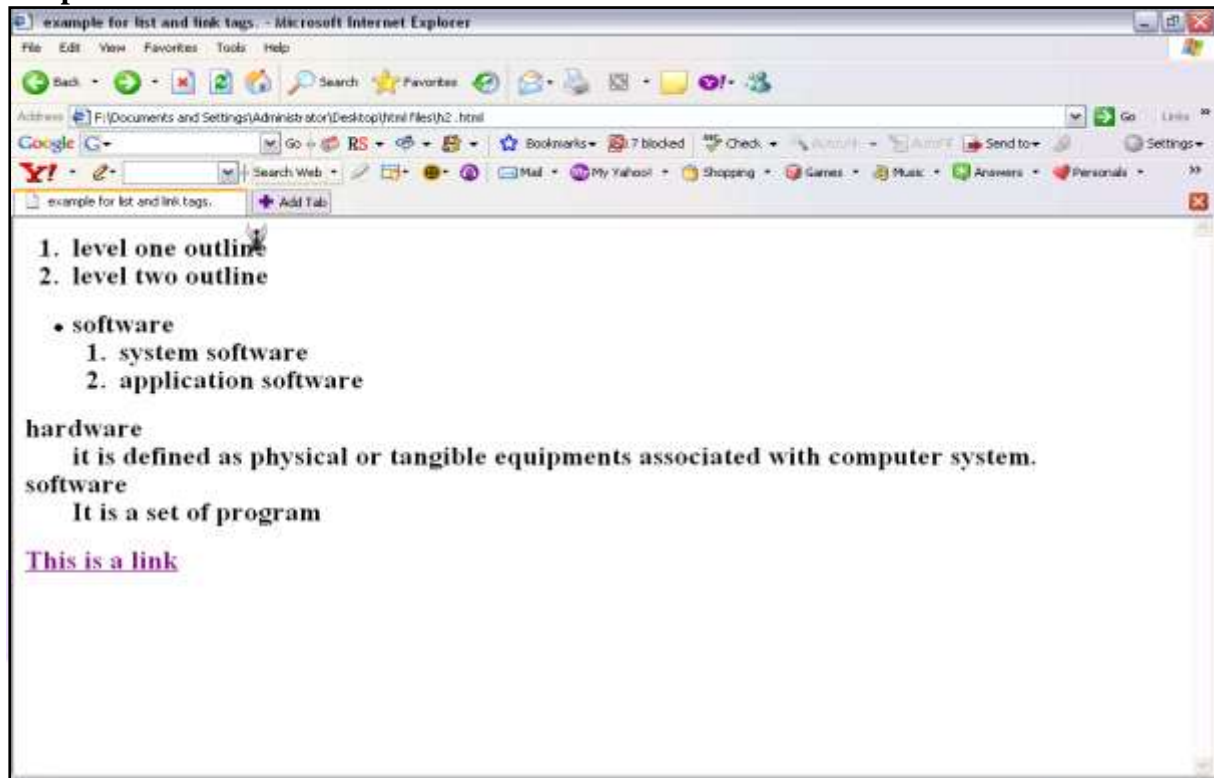 example for list and link tags. - Microsoft Internet Explorer
File Edit View Favorites Tools Help
Back Search Favorites
Address F:\Documents and Settings\Administrator\Desktop\html files\h2 .html Go Links »
Google G Go RS Bookmarks 7 blocked Check Send to Settings
Y! Search Web Mail My Yahoo! Shopping Games Music Answers Personals »
example for list and link tags. Add Tab
1. level one outline
2. level two outline
• software
1. system software
2. application software
hardware
it is defined as physical or tangible equipments associated with computer system.
software
It is a set of program
This is a link